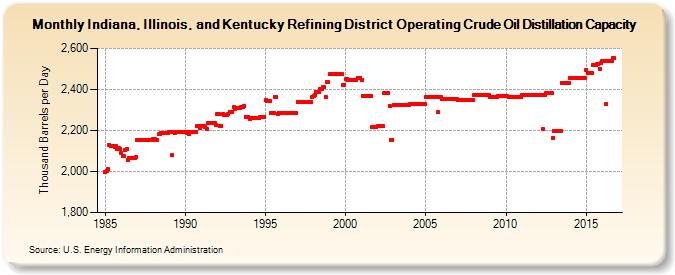 Monthly Indiana, Illinois, and Kentucky Refining District Operating Crude Oil Distillation Capacity
Thousand Barrels per Day
2,600
2,400
2,200
2,000
1,800
1985 1990 1995 2000 2005 2010 2015
Source: U.S. Energy Information Administration